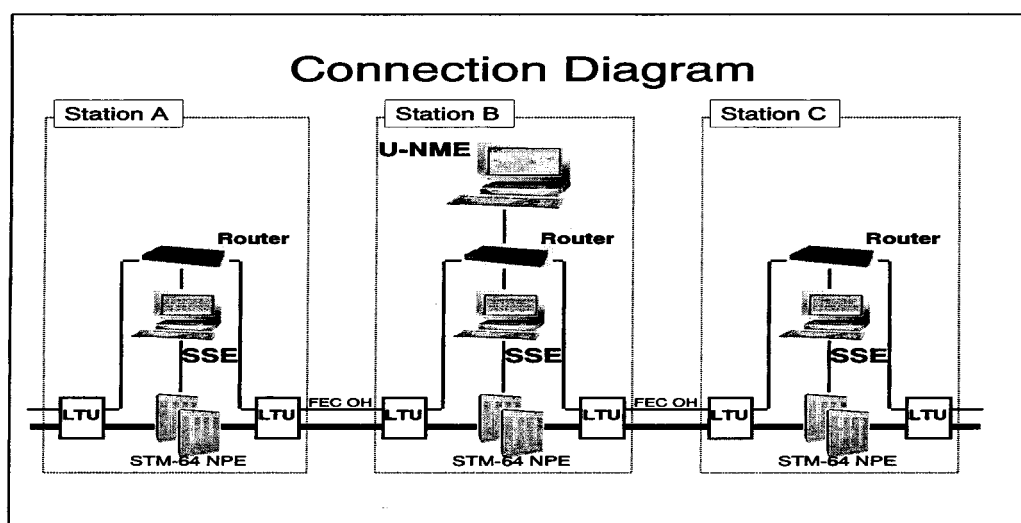 Connection Diagram
Station A
Station B
Station C
U-NME
Router
Router
Router
SSE
SSE
SSE
LTU
LTU
FEC OH
LTU
LTU
FEC OH
LTU
LTU
STM-64 NPE
STM-64 NPE
STM-64 NPE